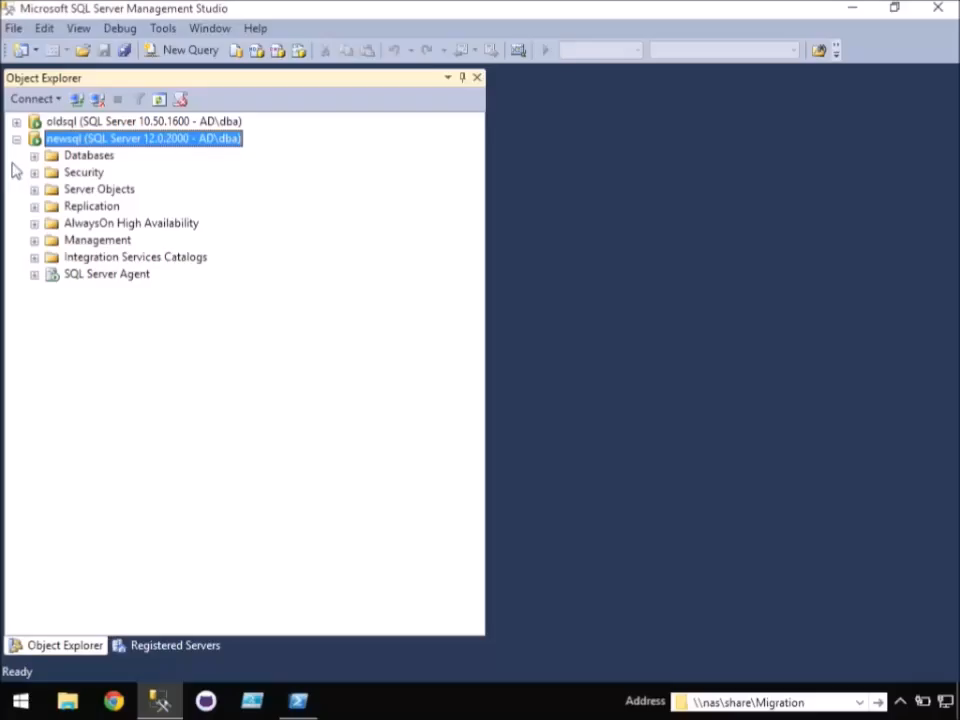 Microsoft SQL Server Management Studio
File Edit View Debug Tools Window Help
New Query
Object Explorer
Connect
oldsql (SQL Server 10.50.1600 - AD\dba)
newsql (SQL Server 12.0.2000 - AD\dba)
Databases
Security
Server Objects
Replication
AlwaysOn High Availability
Management
Integration Services Catalogs
SQL Server Agent
Object Explorer Registered Servers
Ready
Address \\nas\share\Migration